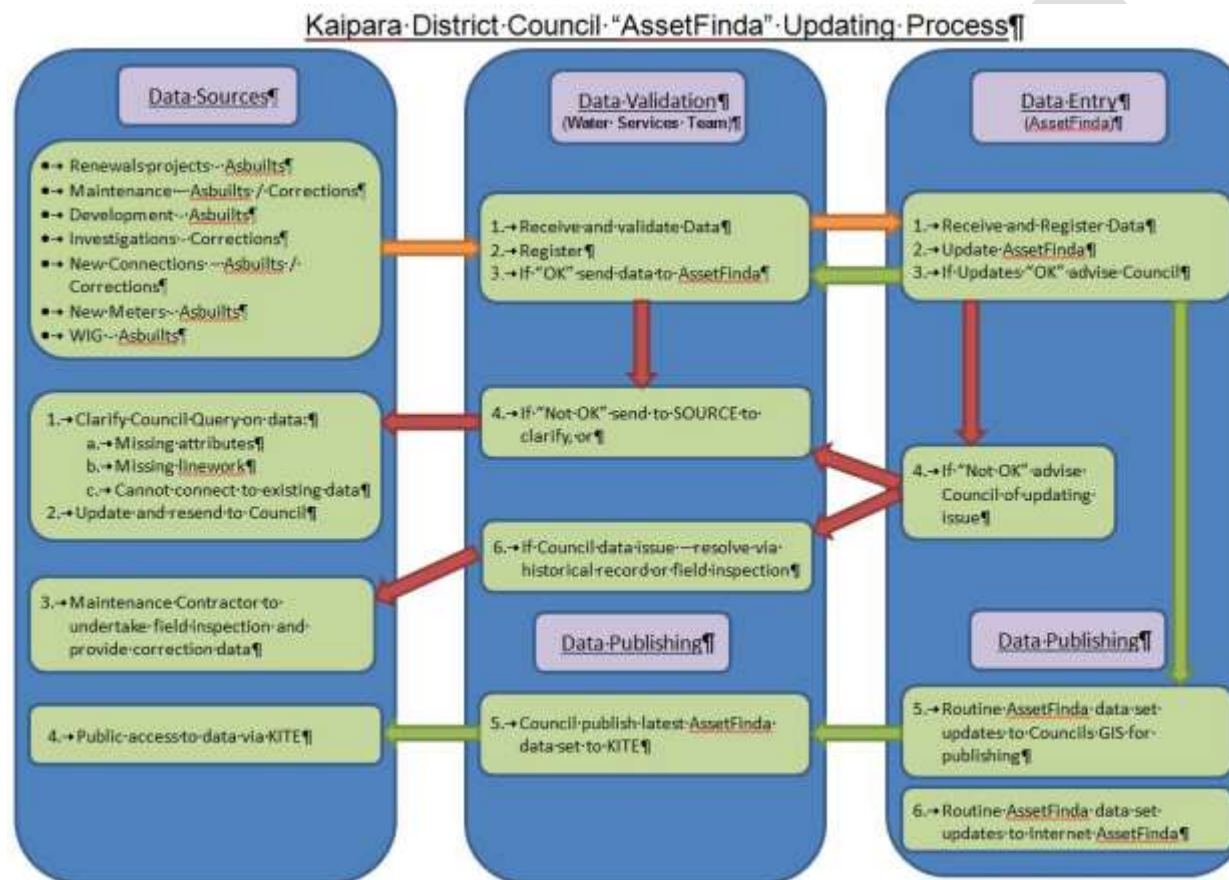 Kaipara·District·Council·“AssetFinda”·Updating·Process¶
Data·Sources¶
■→ Renewals·projects·-·Asbuilts¶
■→ Maintenance·–·Asbuilts·/·Corrections¶
■→ Development·-·Asbuilts¶
■→ Investigations·-·Corrections¶
■→ New·Connections·–·Asbuilts·/·
Corrections¶
■→ New·Meters·-·Asbuilts¶
■→ WIG·-·Asbuilts¶
1.→Clarify·Council·Query·on·data:¶
a.→Missing·attributes¶
b.→Missing·linework¶
c.→Cannot·connect·to·existing·data¶
2.→Update·and·resend·to·Council¶
3.→Maintenance·Contractor·to·
undertake·field·inspection·and·
provide·correction·data¶
4.→Public·access·to·data·via·KITE¶
Data·Validation¶
(Water·Services·Team)¶
1.→Receive·and·validate·Data¶
2.→Register¶
3.→If·“OK”·send·data·to·AssetFinda¶
4.→If·“Not·OK”·send·to·SOURCE·to·
clarify,·or¶
6.→If·Council·data·issue·–·resolve·via·
historical·record·or·field·inspection¶
Data·Publishing¶
5.→Council·publish·latest·AssetFinda·
data·set·to·KITE¶
Data·Entry¶
(AssetFinda)¶
1.→Receive·and·Register·Data¶
2.→Update·AssetFinda¶
3.→If·Updates·“OK”·advise·Council¶
4.→If·“Not·OK”·advise·
Council·of·updating·
issue¶
Data·Publishing¶
5.→Routine·AssetFinda·data·set·
updates·to·Councils·GIS·for·
publishing¶
6.→Routine·AssetFinda·data·set·
updates·to·Internet·AssetFinda¶